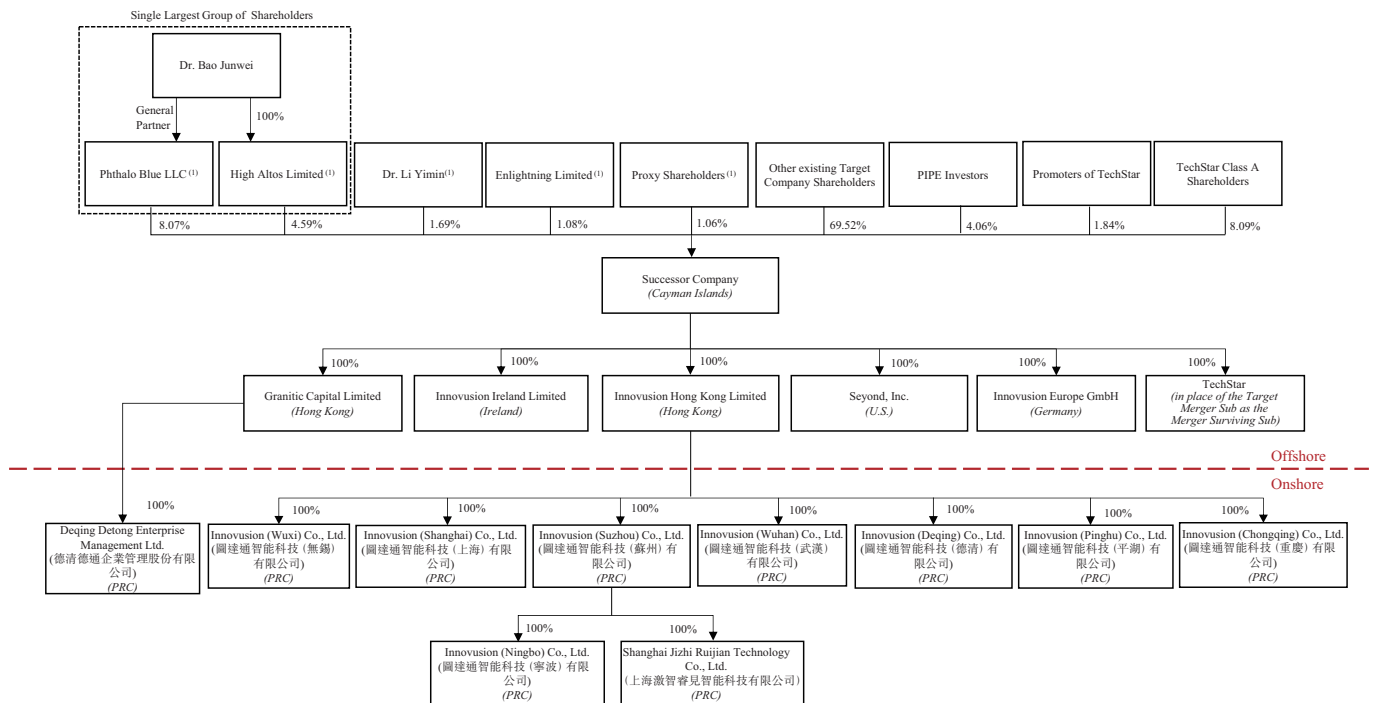 Single Largest Group of Shareholders
Dr. Bao Junwei
General
Partner
100%
Phthalo Blue LLC (1)
High Altos Limited (1)
Dr. Li Yimin(1)
Enlightning Limited (1)
Proxy Shareholders (1)
Other existing Target
Company Shareholders
PIPE Investors
Promoters of TechStar
TechStar Class A
Shareholders
8.07%
4.59%
1.69%
1.08%
1.06%
69.52%
4.06%
1.84%
8.09%
Successor Company
(Cayman Islands)
100%
100%
100%
100%
100%
100%
Granitic Capital Limited
(Hong Kong)
Innovusion Ireland Limited
(Ireland)
Innovusion Hong Kong Limited
(Hong Kong)
Seyond, Inc.
(U.S.)
Innovusion Europe GmbH
(Germany)
TechStar
(in place of the Target
Merger Sub as the
Merger Surviving Sub)
Offshore
Onshore
100%
100%
100%
100%
100%
100%
100%
100%
Deqing Detong Enterprise
Management Ltd.
(德清德通企業管理股份有限
公司)
(PRC)
Innovusion (Wuxi) Co., Ltd.
(圖達通智能科技（無錫）
有限公司)
(PRC)
Innovusion (Shanghai) Co., Ltd.
(圖達通智能科技（上海）有限
公司)
(PRC)
Innovusion (Suzhou) Co., Ltd.
(圖達通智能科技（蘇州）有
限公司)
(PRC)
Innovusion (Wuhan) Co., Ltd.
(圖達通智能科技（武漢）
有限公司)
(PRC)
Innovusion (Deqing) Co., Ltd.
(圖達通智能科技（德清）有
限公司)
(PRC)
Innovusion (Pinghu) Co., Ltd.
(圖達通智能科技（平湖）有
限公司)
(PRC)
Innovusion (Chongqing) Co., Ltd.
(圖達通智能科技（重慶）有限
公司)
(PRC)
100%
100%
Innovusion (Ningbo) Co., Ltd.
(圖達通智能科技（寧波）有限
公司)
(PRC)
Shanghai Jizhi Ruijian Technology
Co., Ltd.
(上海激智睿見智能科技有限公司)
(PRC)